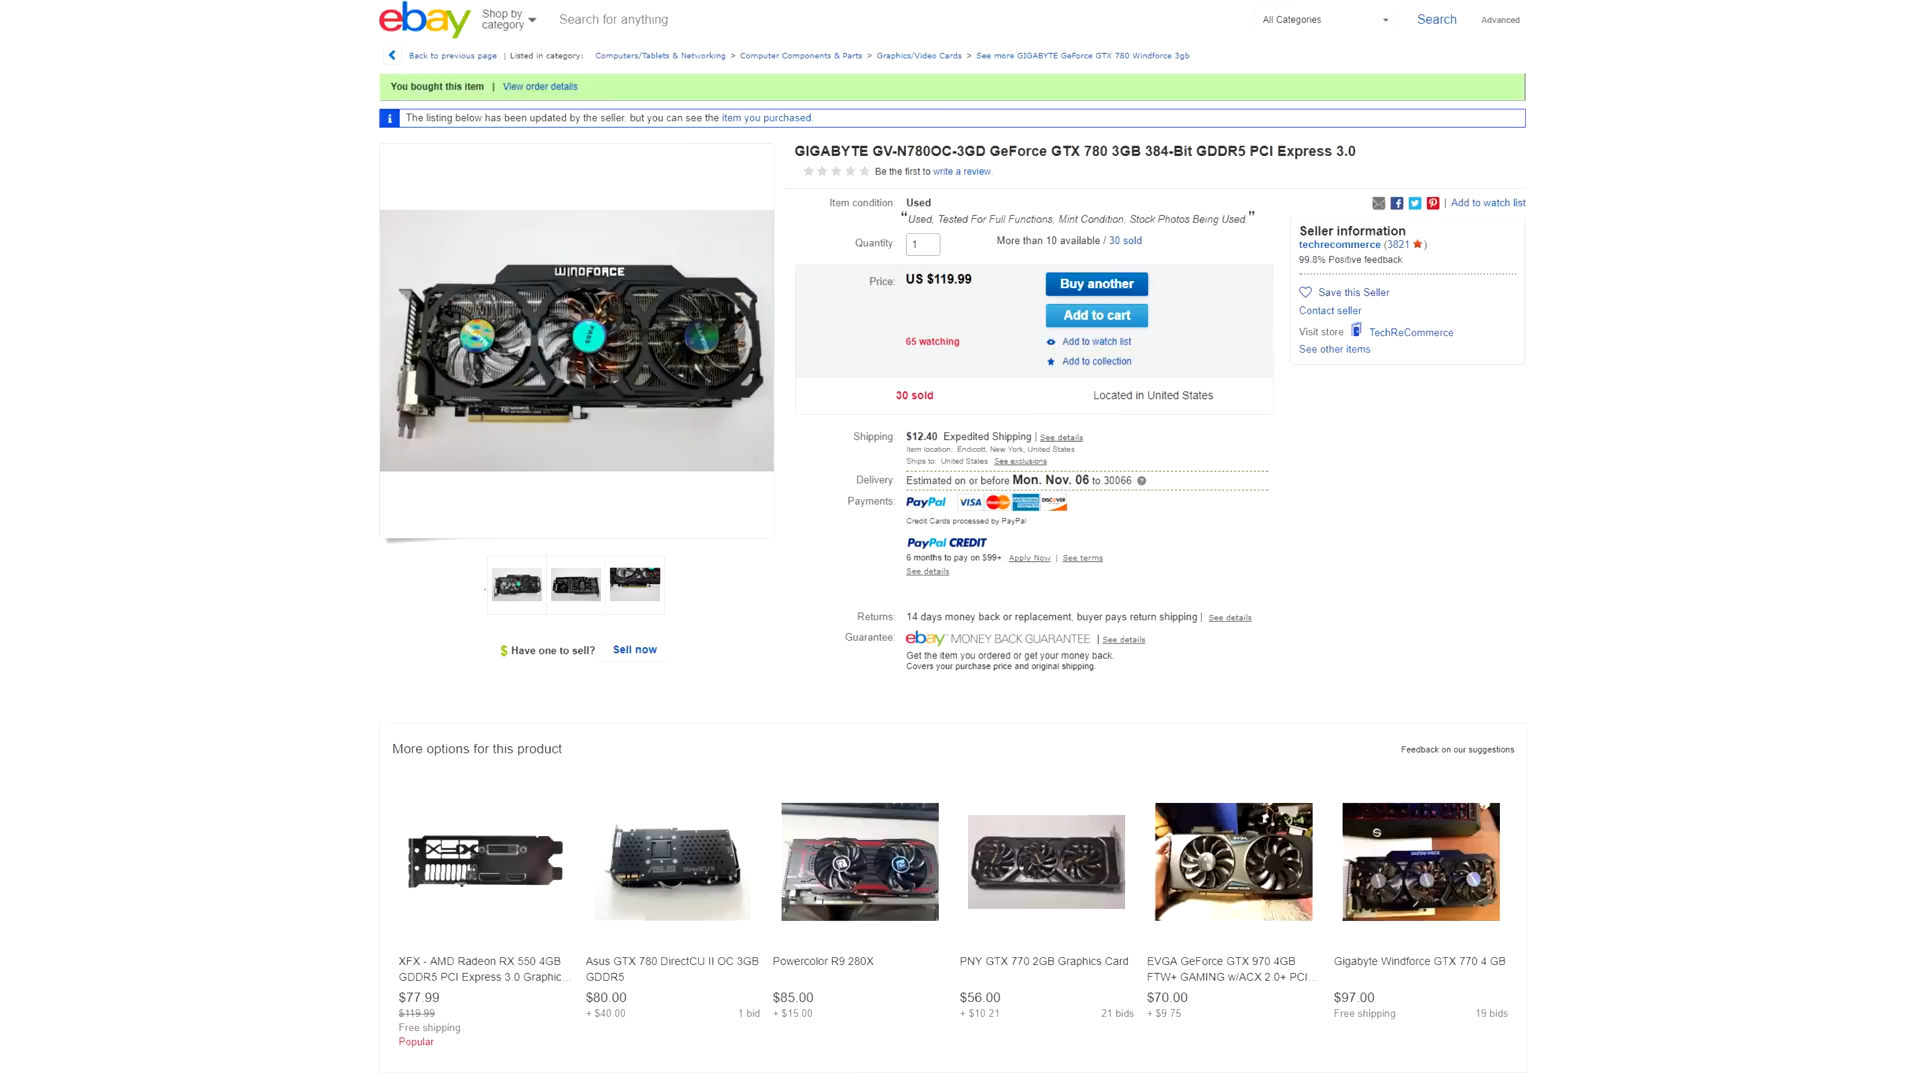 ebay
Shop by
category
Search for anything
All Categories
Search
Advanced
Back to previous page | Listed in category: Computers/Tablets & Networking > Computer Components & Parts > Graphics/Video Cards > See more GIGABYTE GeForce GTX 780 Windforce 3gb
You bought this item | View order details
i The listing below has been updated by the seller, but you can see the item you purchased.
WINDFORCE
GIGABYTE GV-N780OC-3GD GeForce GTX 780 3GB 384-Bit GDDR5 PCI Express 3.0
Be the first to write a review.
Item condition: Used
“Used, Tested For Full Functions, Mint Condition, Stock Photos Being Used.”
Quantity: 1 More than 10 available / 30 sold
Price: US $119.99
Buy another
Add to cart
65 watching
Add to watch list
Add to collection
30 sold
Located in United States
| Add to watch list
Seller information
techrecommerce (3821 )
99.8% Positive feedback
Save this Seller
Contact seller
Visit store TechReCommerce
See other items
Shipping: $12.40 Expedited Shipping | See details
Item location: Endicott, New York, United States
Ships to: United States See exclusions
Delivery: Estimated on or before Mon. Nov. 06 to 30066
Payments: PayPal VISA MasterCard DISCOVER
Credit Cards processed by PayPal
PayPal CREDIT
6 months to pay on $99+. Apply Now | See terms
See details
Returns: 14 days money back or replacement, buyer pays return shipping | See details
Guarantee: ebay MONEY BACK GUARANTEE | See details
Get the item you ordered or get your money back.
Covers your purchase price and original shipping.
$ Have one to sell? Sell now
More options for this product
Feedback on our suggestions
XFX - AMD Radeon RX 550 4GB
GDDR5 PCI Express 3.0 Graphic...
$77.99
$119.99
Free shipping
Popular
Asus GTX 780 DirectCU II OC 3GB
GDDR5
$80.00
+ $40.00
1 bid
Powercolor R9 280X
$85.00
+ $15.00
PNY GTX 770 2GB Graphics Card
$56.00
+ $10.21
21 bids
EVGA GeForce GTX 970 4GB
FTW+ GAMING w/ACX 2.0+ PCI...
$70.00
+ $9.75
Gigabyte Windforce GTX 770 4 GB
$97.00
Free shipping
19 bids